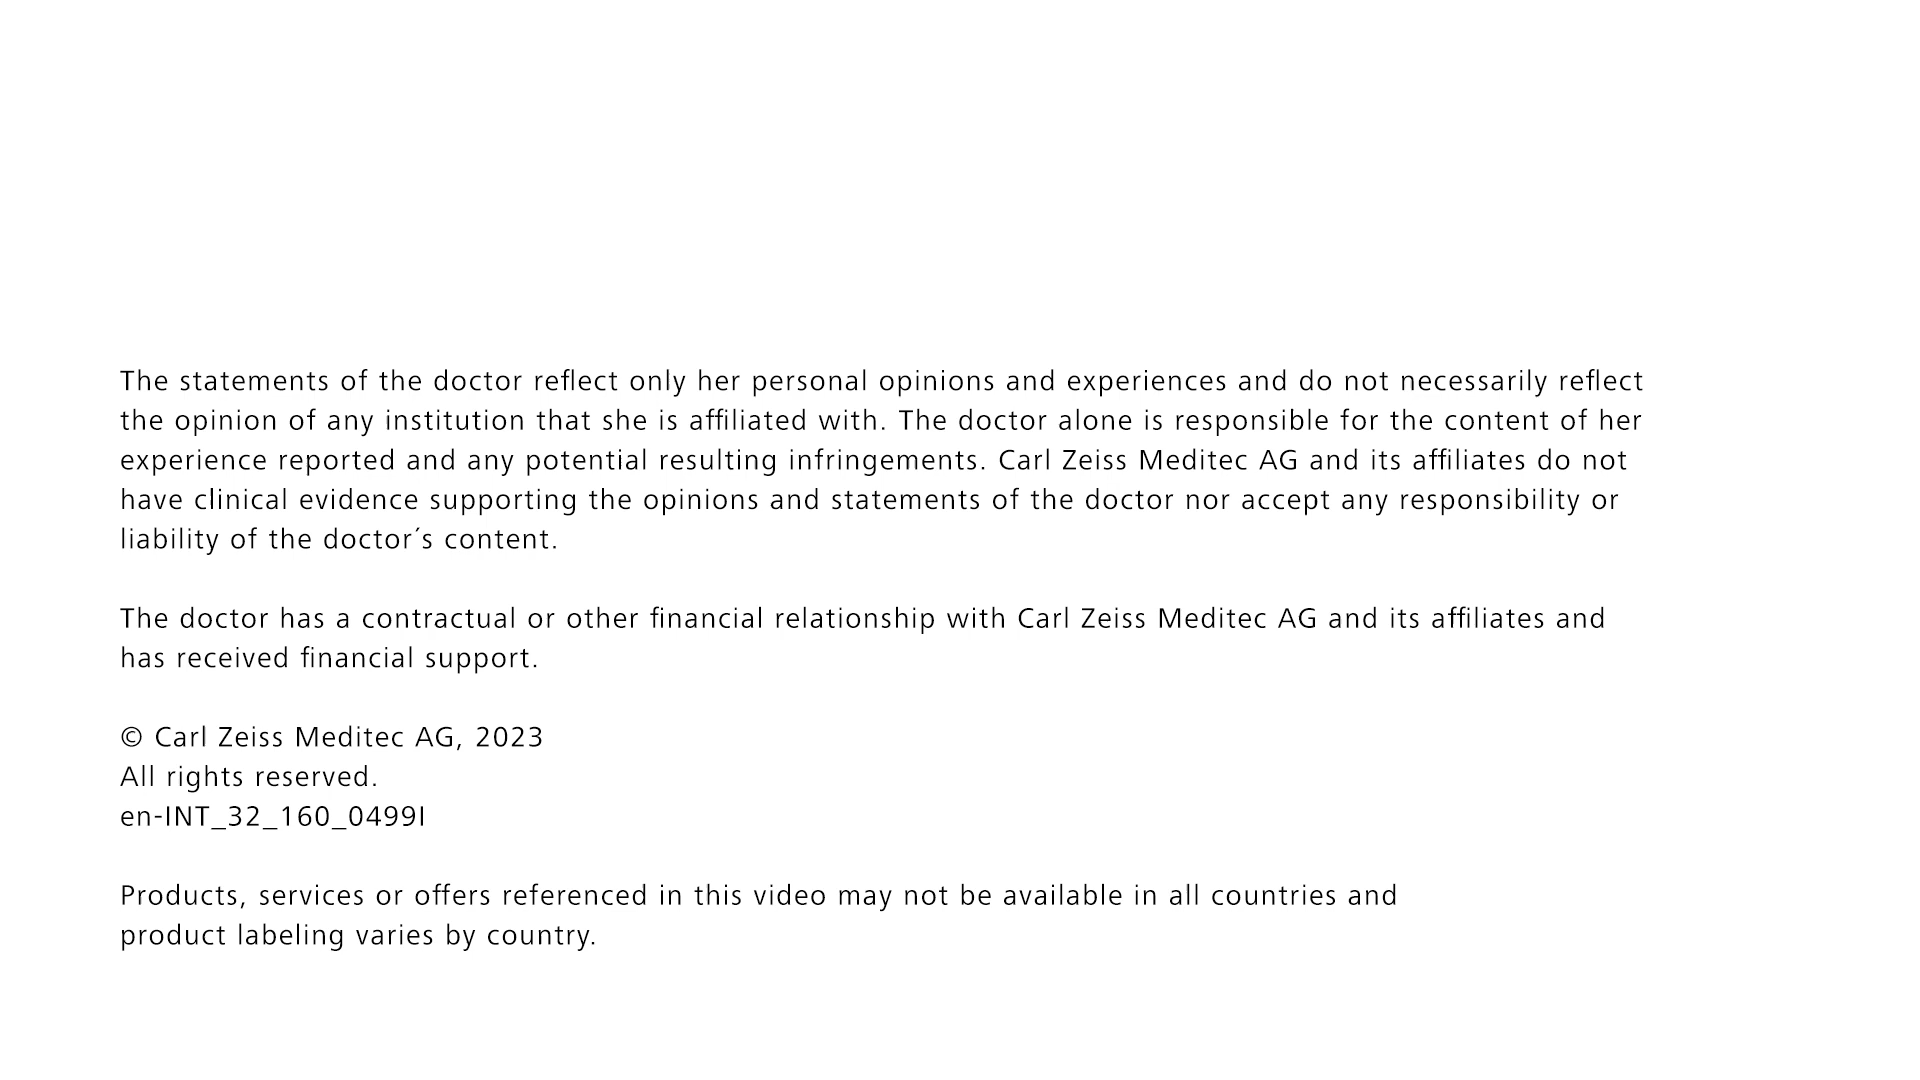 The statements of the doctor reflect only her personal opinions and experiences and do not necessarily reflect
the opinion of any institution that she is affiliated with. The doctor alone is responsible for the content of her
experience reported and any potential resulting infringements. Carl Zeiss Meditec AG and its affiliates do not
have clinical evidence supporting the opinions and statements of the doctor nor accept any responsibility or
liability of the doctor´s content.
The doctor has a contractual or other financial relationship with Carl Zeiss Meditec AG and its affiliates and
has received financial support.
© Carl Zeiss Meditec AG, 2023
All rights reserved.
en-INT_32_160_0499I
Products, services or offers referenced in this video may not be available in all countries and
product labeling varies by country.